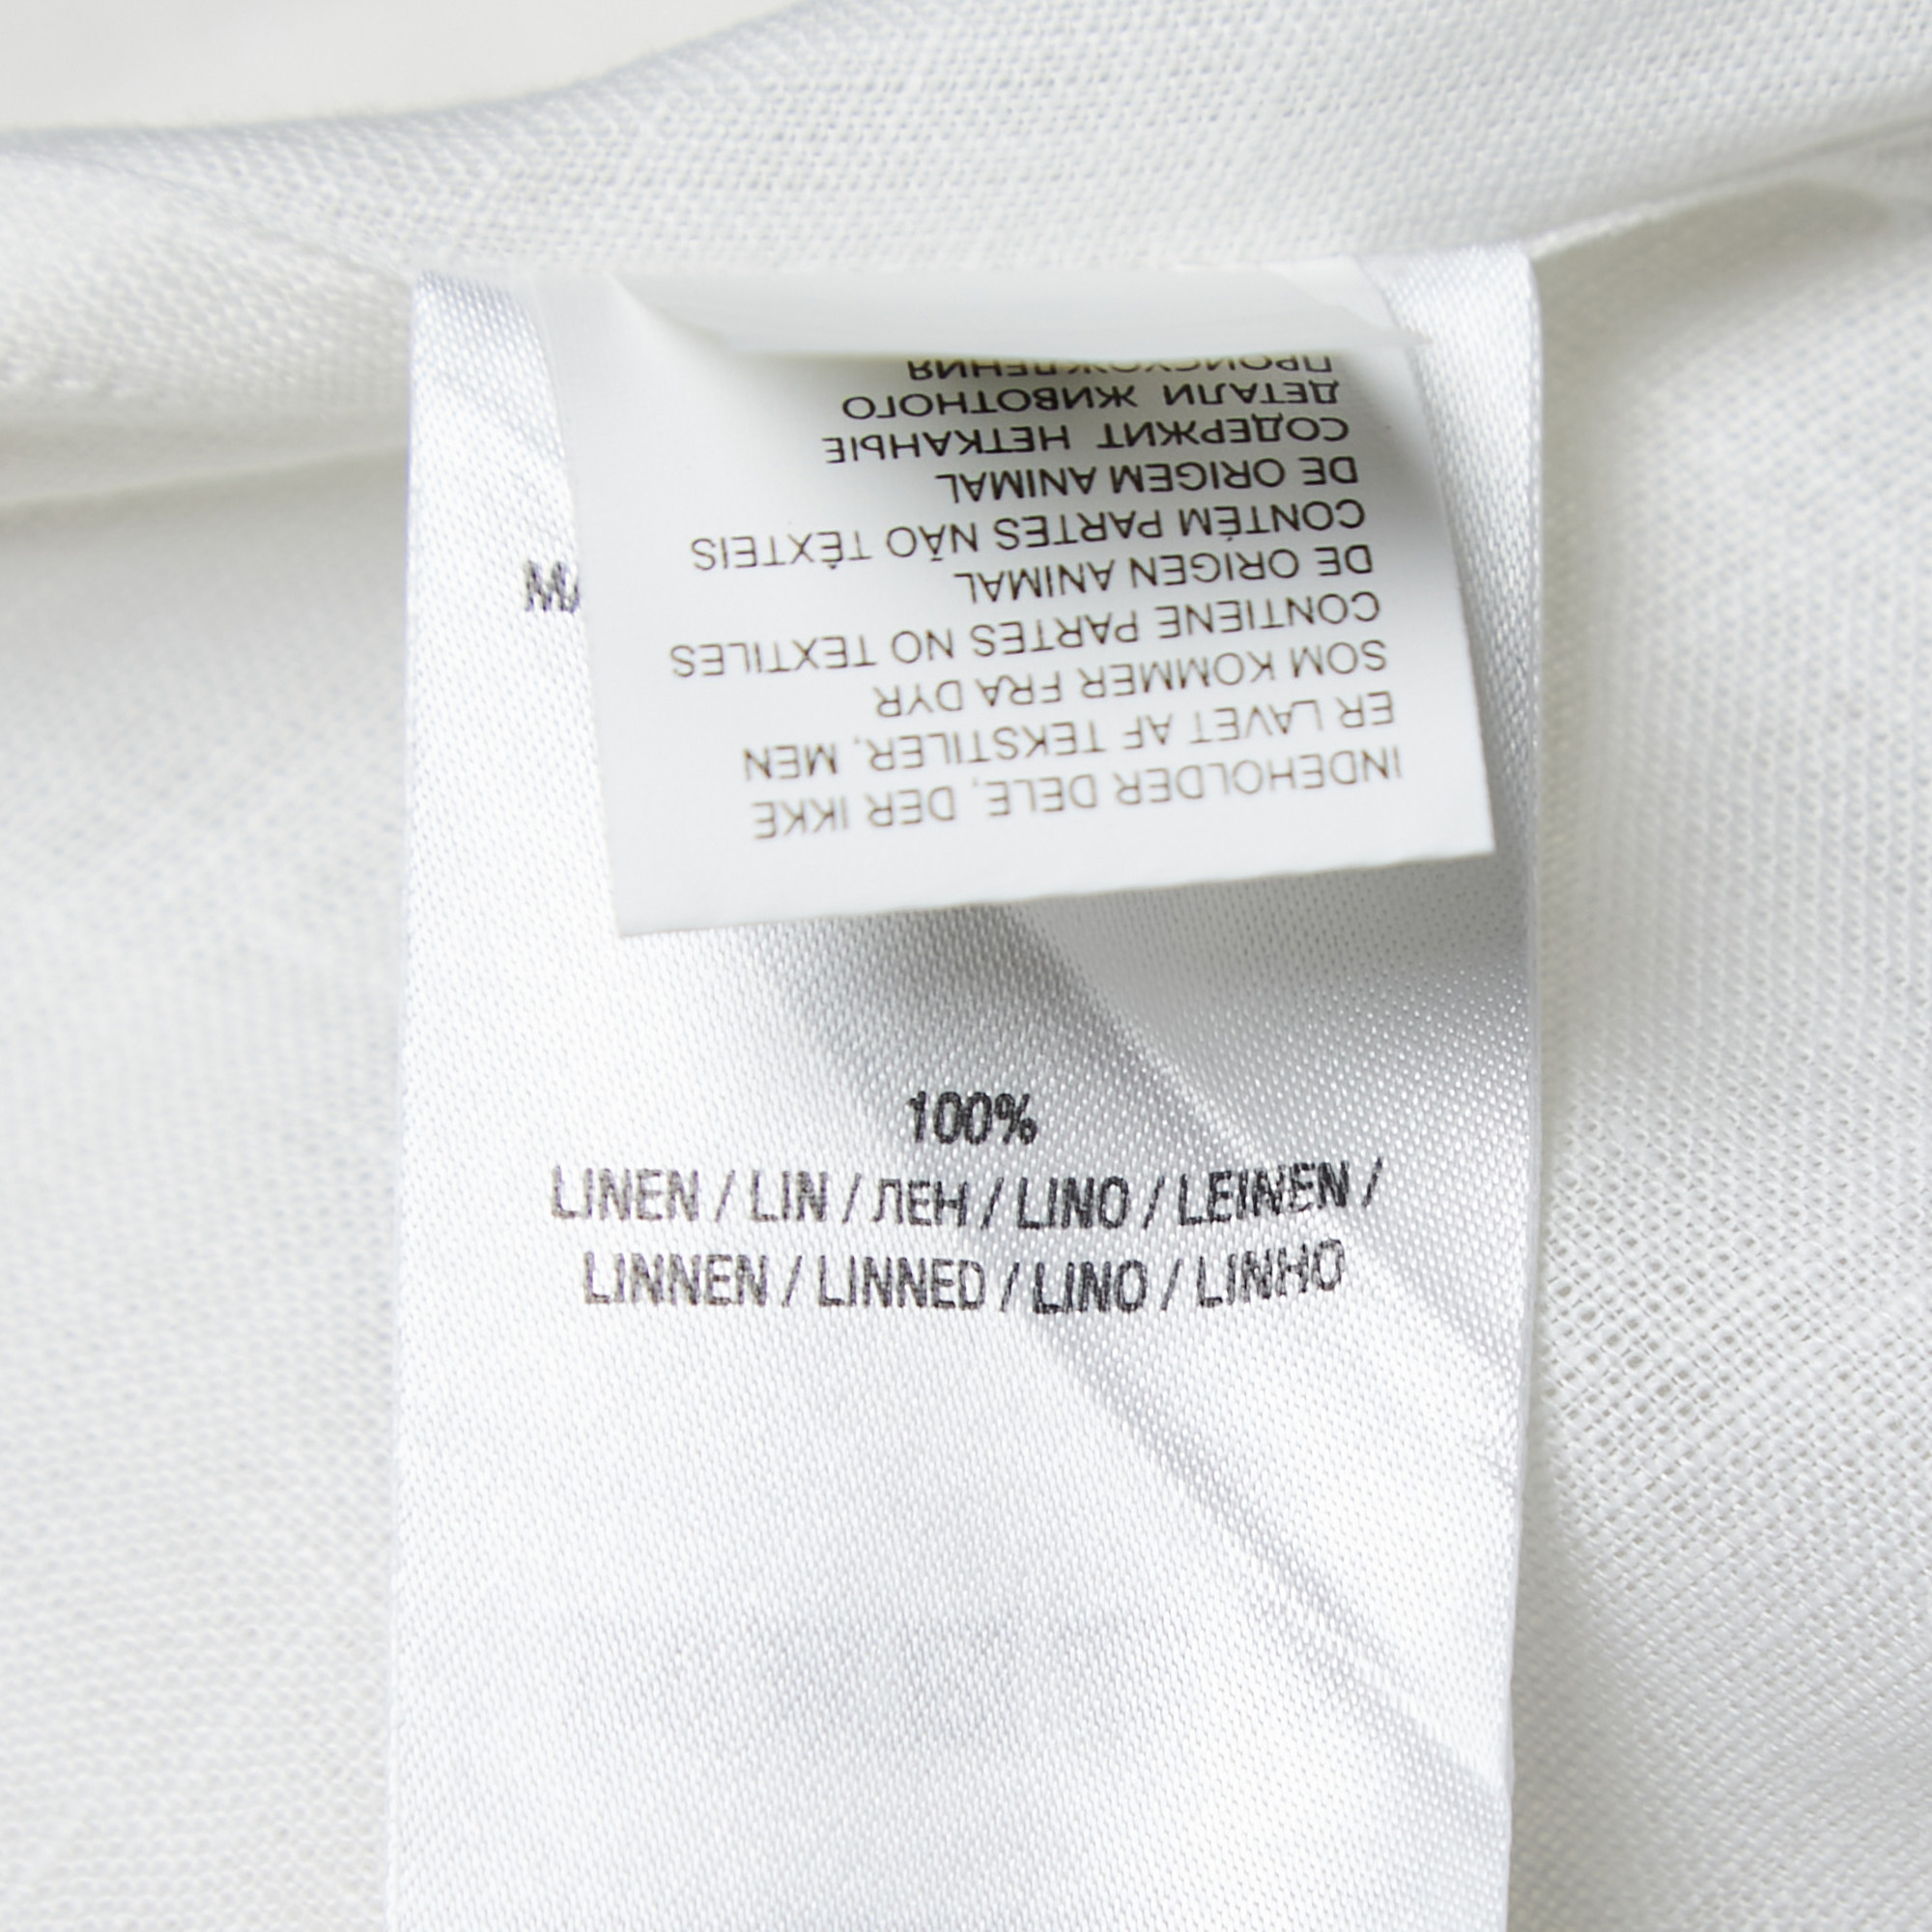 INDEHOLDER DELE, DER IKKE
ER LAVET AF TEKSTILER, MEN
SOM KOMMER FRA DYR
CONTIENE PARTES NO TEXTILES
DE ORIGEN ANIMAL
CONTÉM PARTES NÃO TÊXTEIS
DE ORIGEM ANIMAL
СОДЕРЖИТ НЕТКАНЫЕ
ДЕТАЛИ ЖИВОТНОГО
ПРОИСХОЖДЕНИЯ
100%
LINEN / LIN / ЛЕН / LINO / LEINEN /
LINNEN / LINNED / LINO / LINHO